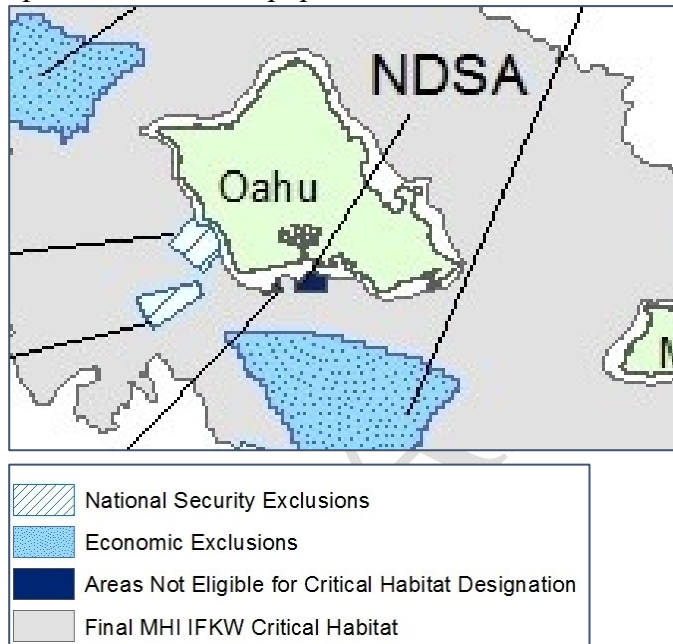 NDSA
Oahu
M
National Security Exclusions
Economic Exclusions
Areas Not Eligible for Critical Habitat Designation
Final MHI IFKW Critical Habitat